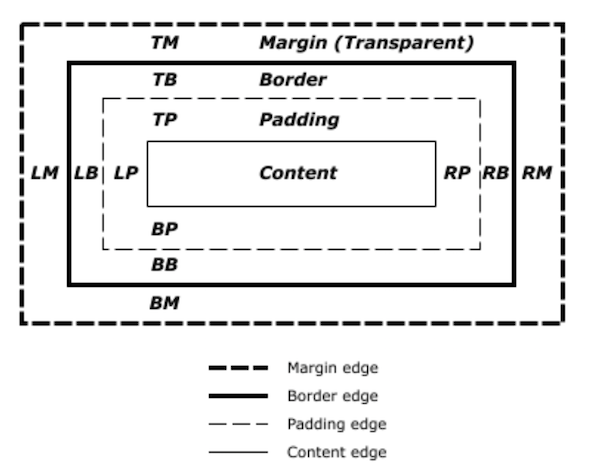 TM Margin (Transparent)
TB Border
TP Padding
LM LB LP Content RP RB RM
BP
BB
BM
Margin edge
Border edge
Padding edge
Content edge